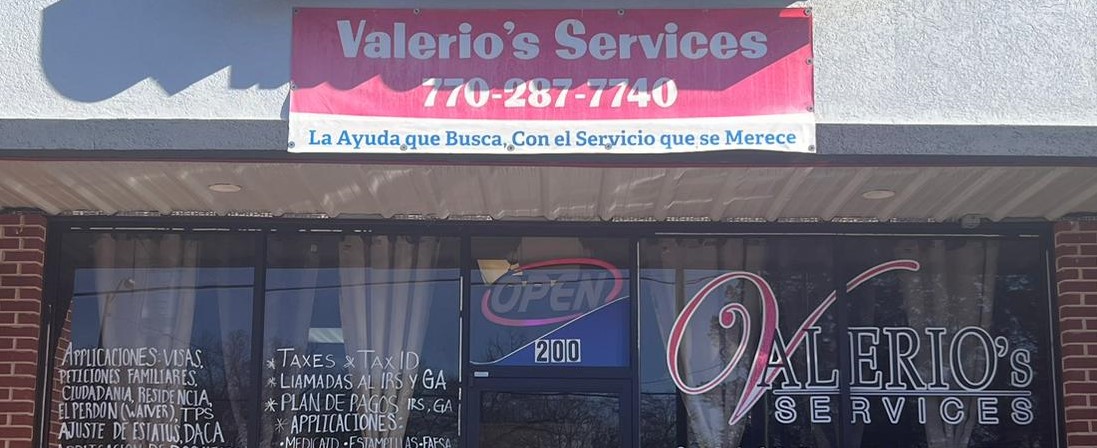 Valerio's Services
770-287-7740
La Ayuda que Busca, Con el Servicio que se Merece
OPEN
200
APPLICACIONES: VISAS,
PETICIONES FAMILIARES,
CIUDADANIA, RESIDENCIA,
EL PERDON (WAIVER), TPS
AJUSTE DE ESTATUS, DACA
* TAXES & TAX ID
* LLAMADAS AL IRS Y GA
* PLAN DE PAGOS IRS, GA
* APPLICACIONES:
• MEDICAID • ESTAMPILLAS • FAFSA
VALERIO'S
SERVICES